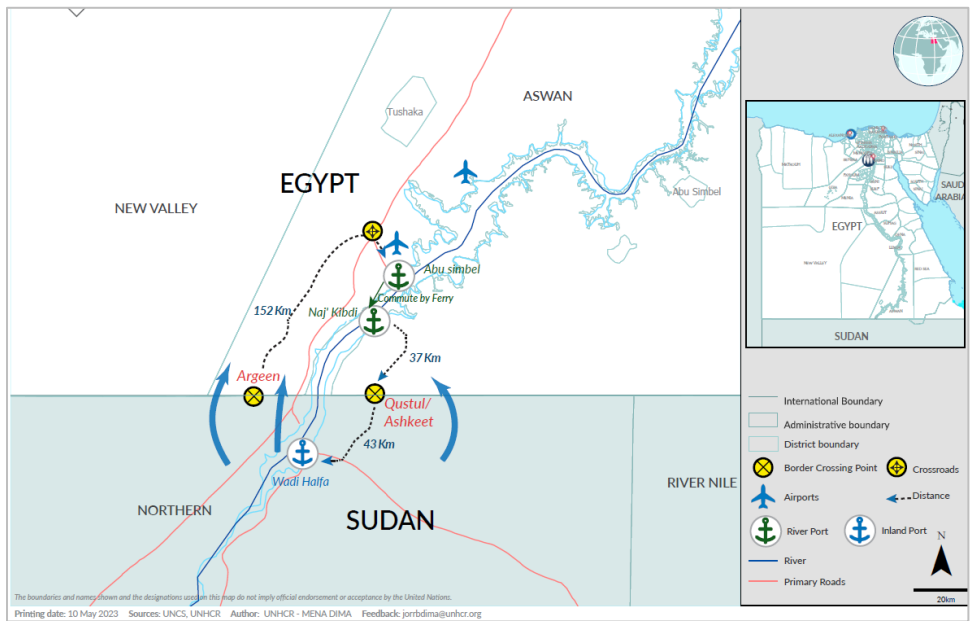 ASWAN
Tushaka
EGYPT
Abu Simbel
NEW VALLEY
Abu simbel
Commute by Ferry
152 Km
Naj' Kibdi
37 Km
Argeen
Qustul/
Ashkeet
43 Km
Wadi Halfa
NORTHERN
SUDAN
RIVER NILE
The boundaries and names shown and the designations used on this map do not imply official endorsement or acceptance by the United Nations.
SAUDI
ARABIA
EGYPT
NEW VALLEY
RED SEA
SUDAN
International Boundary
Administrative boundary
District boundary
Border Crossing Point
Crossroads
Airports
Distance
River Port
Inland Port
N
River
Primary Roads
20km
Printing date: 10 May 2023 Sources: UNCS, UNHCR Author: UNHCR - MENA DIMA Feedback: jorrbdima@unhcr.org